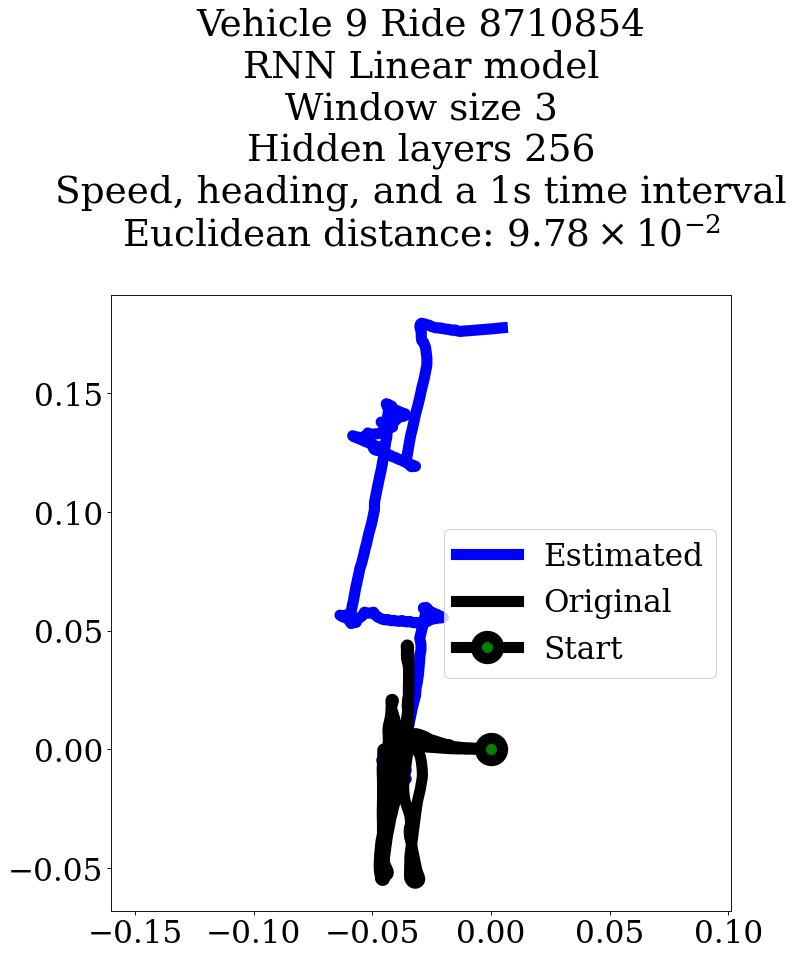 Vehicle 9 Ride 8710854
RNN Linear model
Window size 3
Hidden layers 256
Speed, heading, and a 1s time interval
Euclidean distance: 9.78 × 10⁻²
0.15
0.10
0.05
0.00
−0.05
Estimated
Original
Start
−0.15 −0.10 −0.05 0.00 0.05 0.10